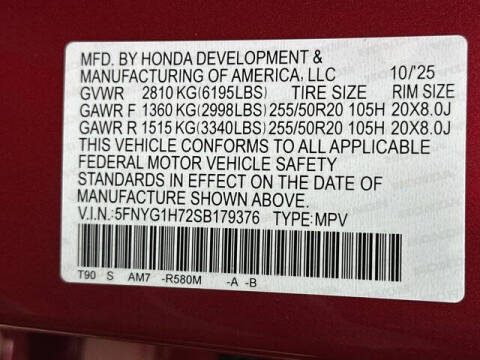 MFD. BY HONDA DEVELOPMENT &
MANUFACTURING OF AMERICA, LLC 10/'25
GVWR 2810 KG(6195LBS) TIRE SIZE RIM SIZE
GAWR F 1360 KG(2998LBS) 255/50R20 105H 20X8.0J
GAWR R 1515 KG(3340LBS) 255/50R20 105H 20X8.0J
THIS VEHICLE CONFORMS TO ALL APPLICABLE
FEDERAL MOTOR VEHICLE SAFETY
STANDARDS IN EFFECT ON THE DATE OF
MANUFACTURE SHOWN ABOVE.
V.I.N.:5FNYG1H72SB179376 TYPE:MPV
T90 S AM7 -R580M -A -B